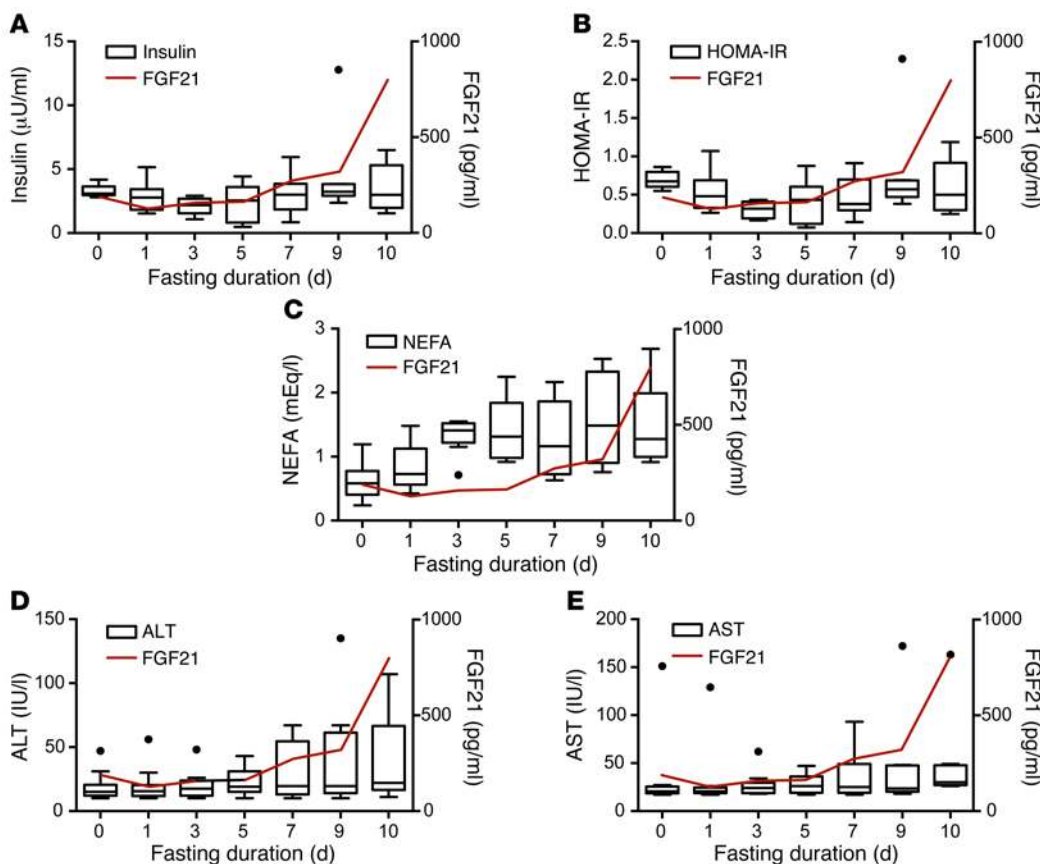 A
Insulin
FGF21
Insulin (μU/ml)
15
10
5
0
1000
500
0
FGF21 (pg/ml)
0 1 3 5 7 9 10
Fasting duration (d)
B
HOMA-IR
FGF21
HOMA-IR
2.5
2.0
1.5
1.0
0.5
0.0
1000
500
0
FGF21 (pg/ml)
0 1 3 5 7 9 10
Fasting duration (d)
C
NEFA
FGF21
NEFA (mEq/l)
3
2
1
0
1000
500
0
FGF21 (pg/ml)
0 1 3 5 7 9 10
Fasting duration (d)
D
ALT
FGF21
ALT (IU/l)
150
100
50
0
1000
500
0
FGF21 (pg/ml)
0 1 3 5 7 9 10
Fasting duration (d)
E
AST
FGF21
AST (IU/l)
200
150
100
50
0
1000
500
0
FGF21 (pg/ml)
0 1 3 5 7 9 10
Fasting duration (d)